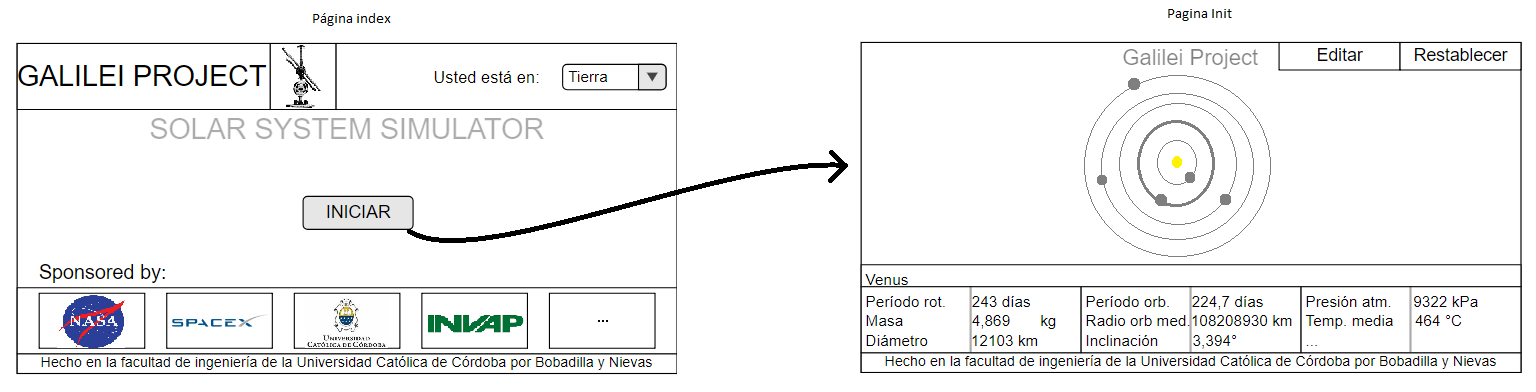 Página index
Pagina Init
GALILEI PROJECT
Usted está en: Tierra
SOLAR SYSTEM SIMULATOR
INICIAR
Sponsored by:
NASA
SPACEX
UNIVERSIDAD
CATÓLICA DE CÓRDOBA
INVAP
...
Hecho en la facultad de ingeniería de la Universidad Católica de Córdoba por Bobadilla y Nievas
Galilei Project
Editar
Restablecer
Venus
Período rot. 243 días Período orb. 224,7 días Presión atm. 9322 kPa
Masa 4,869 kg Radio orb med. 108208930 km Temp. media 464 °C
Diámetro 12103 km Inclinación 3,394° ...
Hecho en la facultad de ingeniería de la Universidad Católica de Córdoba por Bobadilla y Nievas